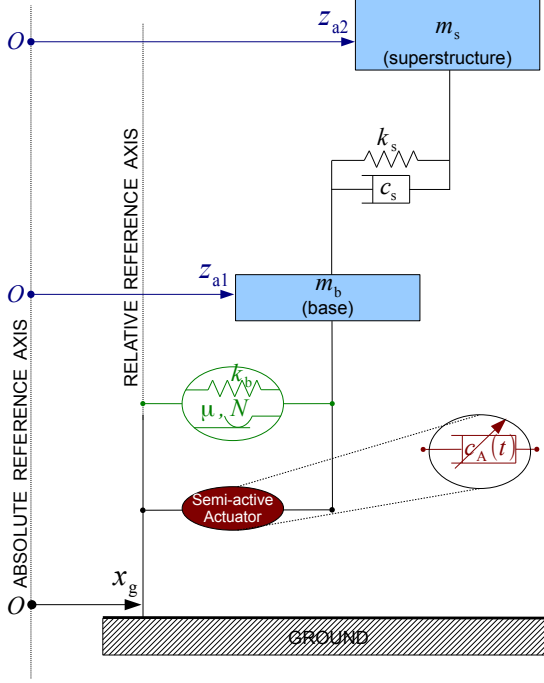 O
z_a2
m_s
(superstructure)
k_s
c_s
RELATIVE REFERENCE AXIS
O
z_a1
m_b
(base)
ABSOLUTE REFERENCE AXIS
k_b
μ, N
c_A(t)
Semi-active
Actuator
O
x_g
GROUND